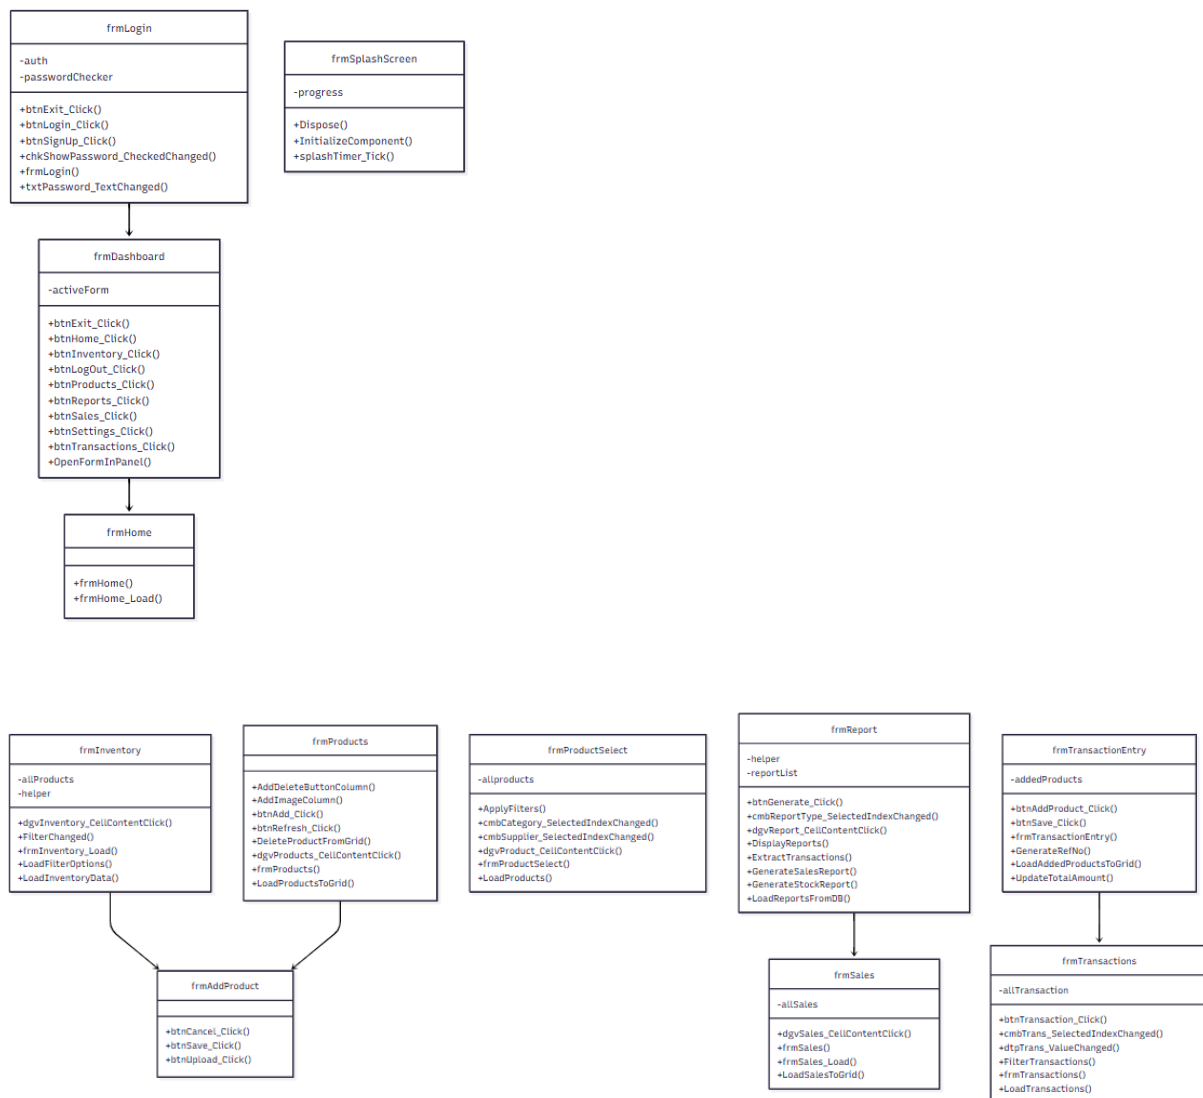 frmLogin
-auth
-passwordChecker
+btnExit_Click()
+btnLogin_Click()
+btnSignUp_Click()
+chkShowPassword_CheckedChanged()
+frmLogin()
+txtPassword_TextChanged()
frmSplashScreen
-progress
+Dispose()
+InitializeComponent()
+splashTimer_Tick()
frmDashboard
-activeForm
+btnExit_Click()
+btnHome_Click()
+btnInventory_Click()
+btnLogOut_Click()
+btnProducts_Click()
+btnReports_Click()
+btnSales_Click()
+btnSettings_Click()
+btnTransactions_Click()
+OpenFormInPanel()
frmHome
+frmHome()
+frmHome_Load()
frmInventory
-allProducts
-helper
+dgvInventory_CellContentClick()
+FilterChanged()
+frmInventory_Load()
+LoadFilterOptions()
+LoadInventoryData()
frmProducts
+AddDeleteButtonColumn()
+AddImageColumn()
+btnAdd_Click()
+btnRefresh_Click()
+DeleteProductFromGrid()
+dgvProducts_CellContentClick()
+frmProducts()
+LoadProductsToGrid()
frmProductSelect
-allproducts
+ApplyFilters()
+cmbCategory_SelectedIndexChanged()
+cmbSupplier_SelectedIndexChanged()
+dgvProduct_CellContentClick()
+frmProductSelect()
+LoadProducts()
frmReport
-helper
-reportList
+btnGenerate_Click()
+cmbReportType_SelectedIndexChanged()
+dgvReport_CellContentClick()
+DisplayReports()
+ExtractTransactions()
+GenerateSalesReport()
+GenerateStockReport()
+LoadReportsFromDB()
frmTransactionEntry
-addedProducts
+btnAddProduct_Click()
+btnSave_Click()
+frmTransactionEntry()
+GenerateRefNo()
+LoadAddedProductsToGrid()
+UpdateTotalAmount()
frmAddProduct
+btnCancel_Click()
+btnSave_Click()
+btnUpload_Click()
frmSales
-allSales
+dgvSales_CellContentClick()
+frmSales()
+frmSales_Load()
+LoadSalesToGrid()
frmTransactions
-allTransaction
+btnTransaction_Click()
+cmbTrans_SelectedIndexChanged()
+dtpTrans_ValueChanged()
+FilterTransactions()
+frmTransactions()
+LoadTransactions()